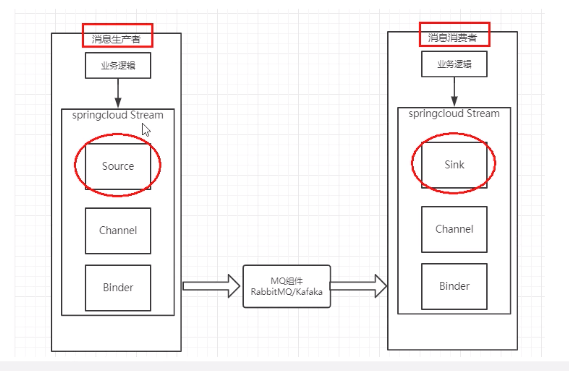 消息生产者
业务逻辑
springcloud Stream
Source
Channel
Binder
MQ组件
RabbitMQ/Kafaka
消息消费者
业务逻辑
springcloud Stream
Sink
Channel
Binder